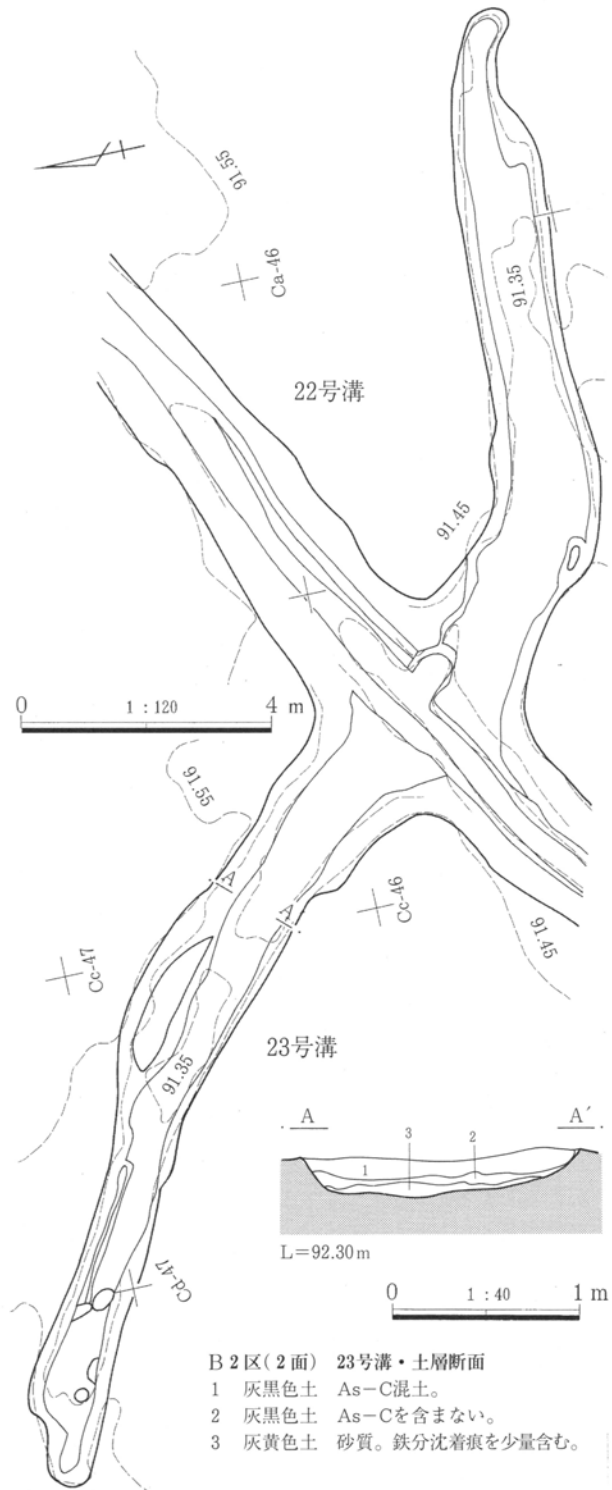 91.55
Ca-46
91.35
22号溝
91.45
0 1:120 4 m
91.55
A
A
Cc-46
Cc-47
91.45
23号溝
91.35
A A´
3 2
1
L=92.30m
Cd-47
0 1:40 1 m
B 2 区(2 面) 23号溝・土層断面
1 灰黒色土 As-C混土。
2 灰黒色土 As-Cを含まない。
3 灰黄色土 砂質。鉄分沈着痕を少量含む。